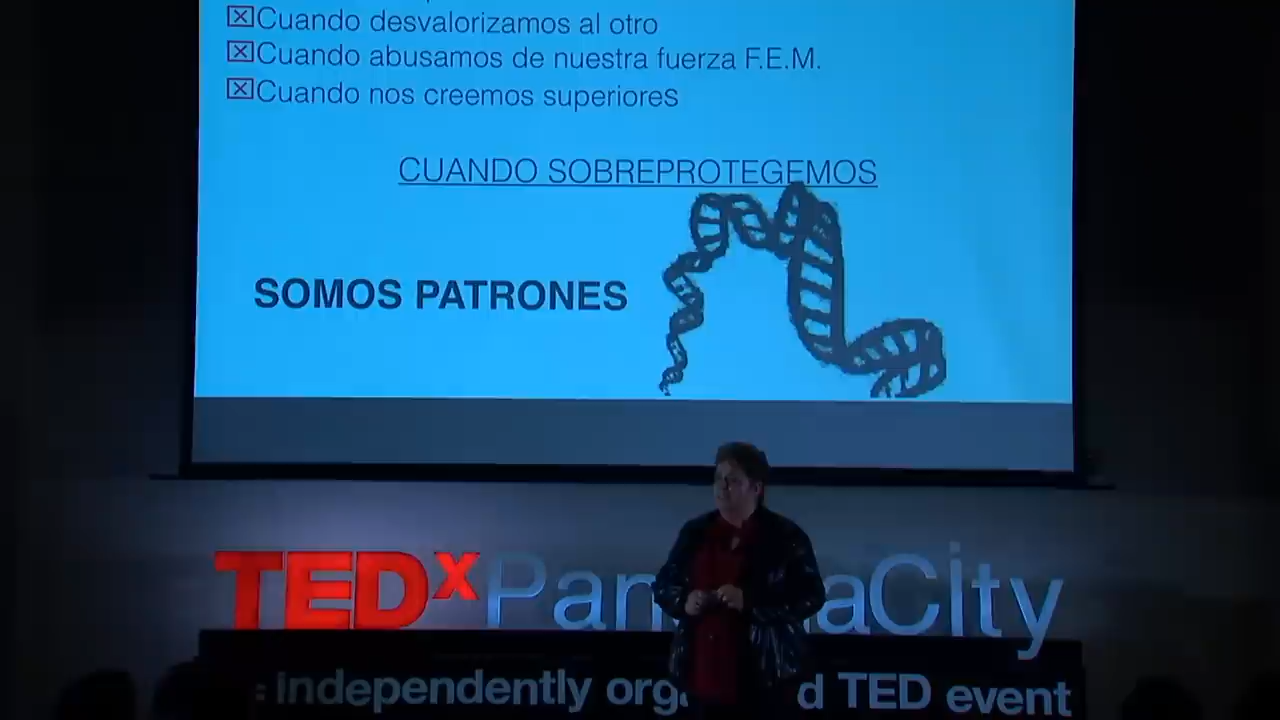 ☒Cuando desvalorizamos al otro
☒Cuando abusamos de nuestra fuerza F.E.M.
☒Cuando nos creemos superiores
CUANDO SOBREPROTEGEMOS
SOMOS PATRONES
TEDx
independently TED event